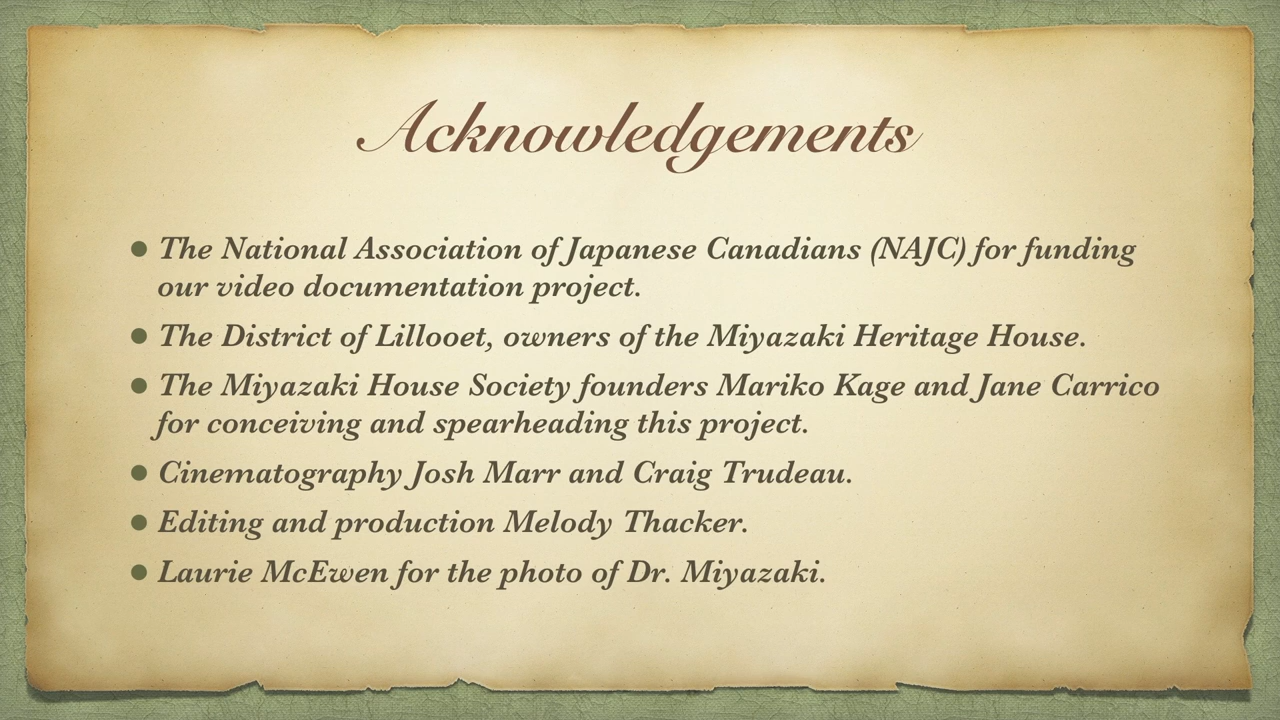 Acknowledgements
• The National Association of Japanese Canadians (NAJC) for funding
our video documentation project.
• The District of Lillooet, owners of the Miyazaki Heritage House.
• The Miyazaki House Society founders Mariko Kage and Jane Carrico
for conceiving and spearheading this project.
• Cinematography Josh Marr and Craig Trudeau.
• Editing and production Melody Thacker.
• Laurie McEwen for the photo of Dr. Miyazaki.